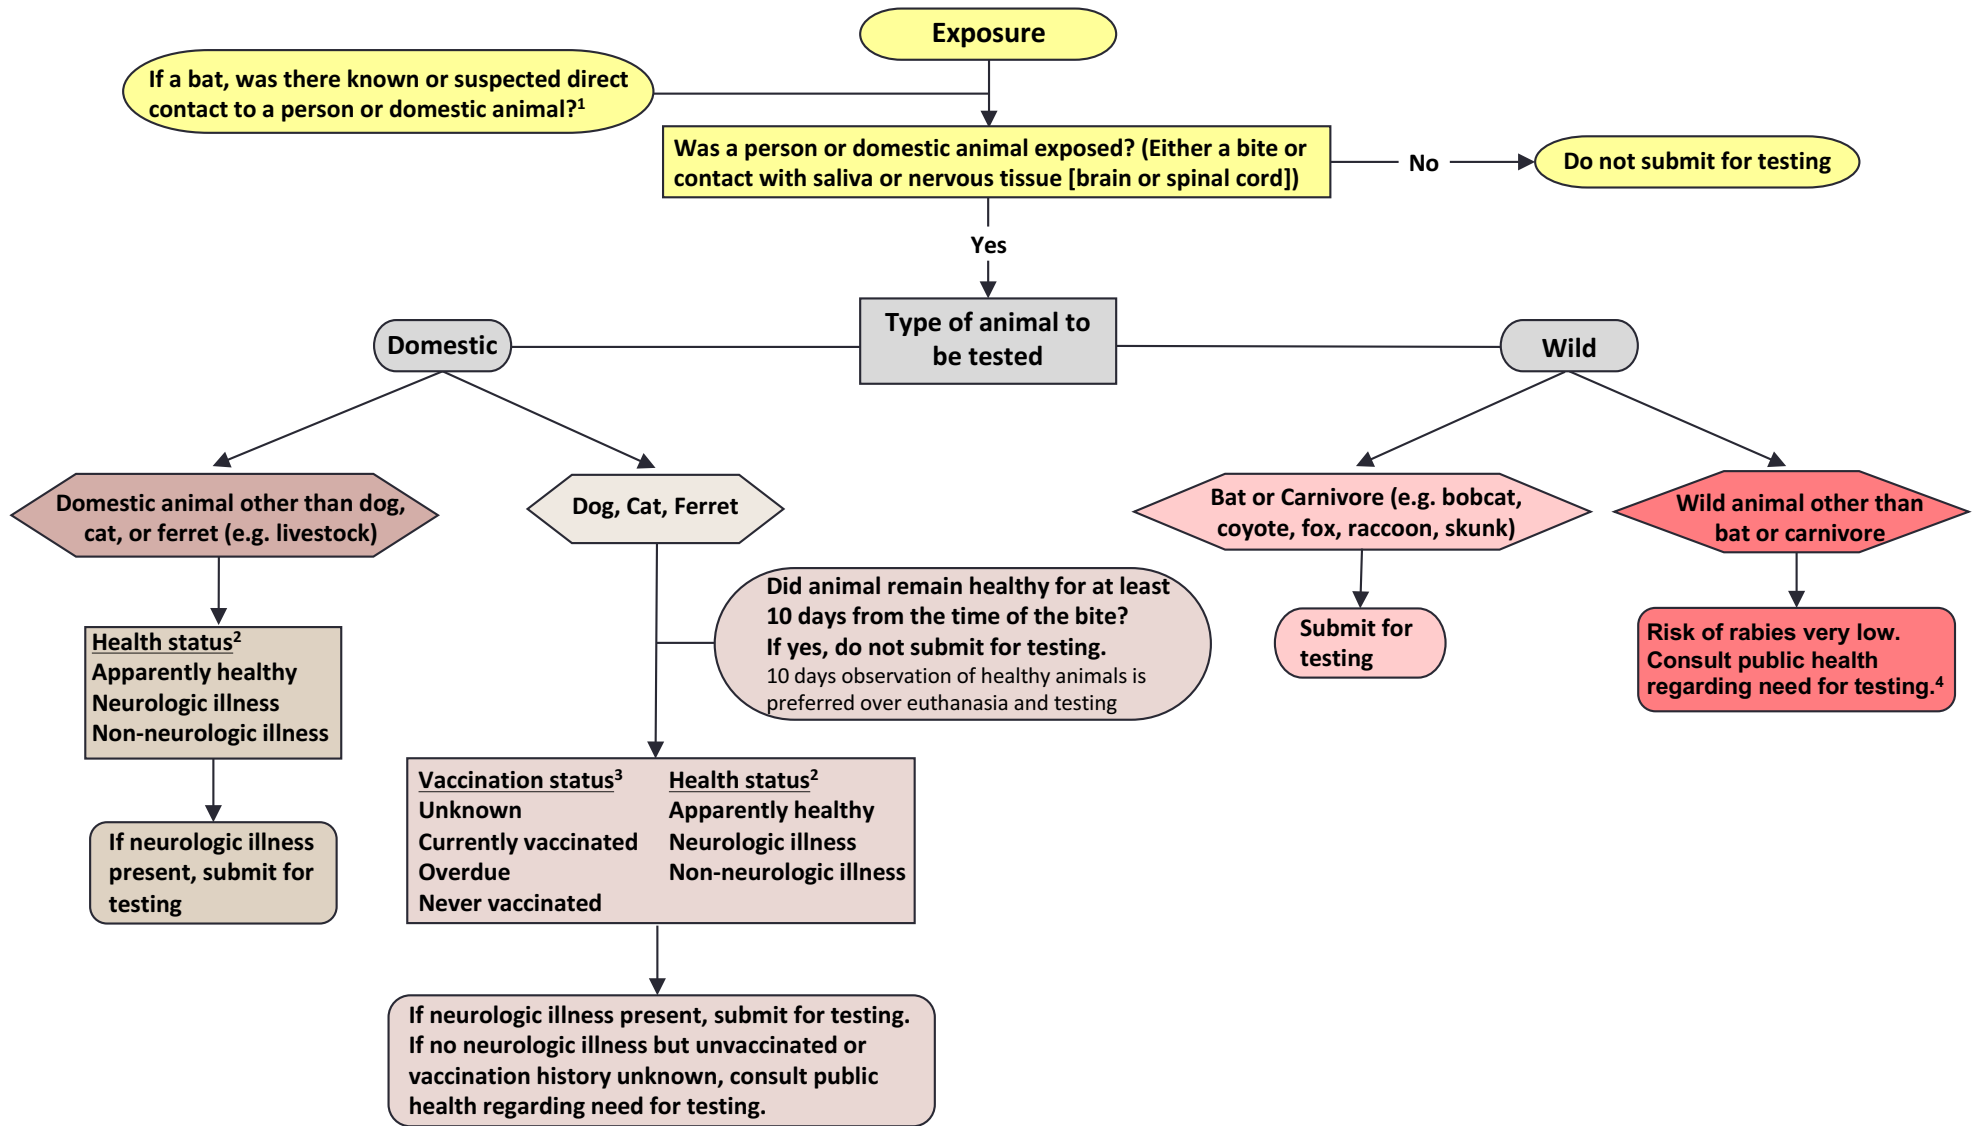 Exposure
If a bat, was there known or suspected direct
contact to a person or domestic animal?1
Was a person or domestic animal exposed? (Either a bite or
contact with saliva or nervous tissue [brain or spinal cord])
No
Do not submit for testing
Yes
Type of animal to
be tested
Domestic
Wild
Domestic animal other than dog,
cat, or ferret (e.g. livestock)
Dog, Cat, Ferret
Bat or Carnivore (e.g. bobcat,
coyote, fox, raccoon, skunk)
Wild animal other than
bat or carnivore
Health status2
Apparently healthy
Neurologic illness
Non-neurologic illness
Did animal remain healthy for at least
10 days from the time of the bite?
If yes, do not submit for testing.
10 days observation of healthy animals is
preferred over euthanasia and testing
Submit for
testing
Risk of rabies very low.
Consult public health
regarding need for testing.4
If neurologic illness
present, submit for
testing
Vaccination status3
Unknown
Currently vaccinated
Overdue
Never vaccinated
Health status2
Apparently healthy
Neurologic illness
Non-neurologic illness
If neurologic illness present, submit for testing.
If no neurologic illness but unvaccinated or
vaccination history unknown, consult public
health regarding need for testing.